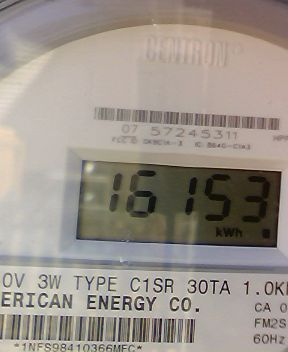 CENTRON®
07 57245311
16153
kWh
0V 3W TYPE C1SR 30TA 1.0K
ERICAN ENERGY CO.
CA 0
FM2S
60Hz
*1NFS98410366MFC*